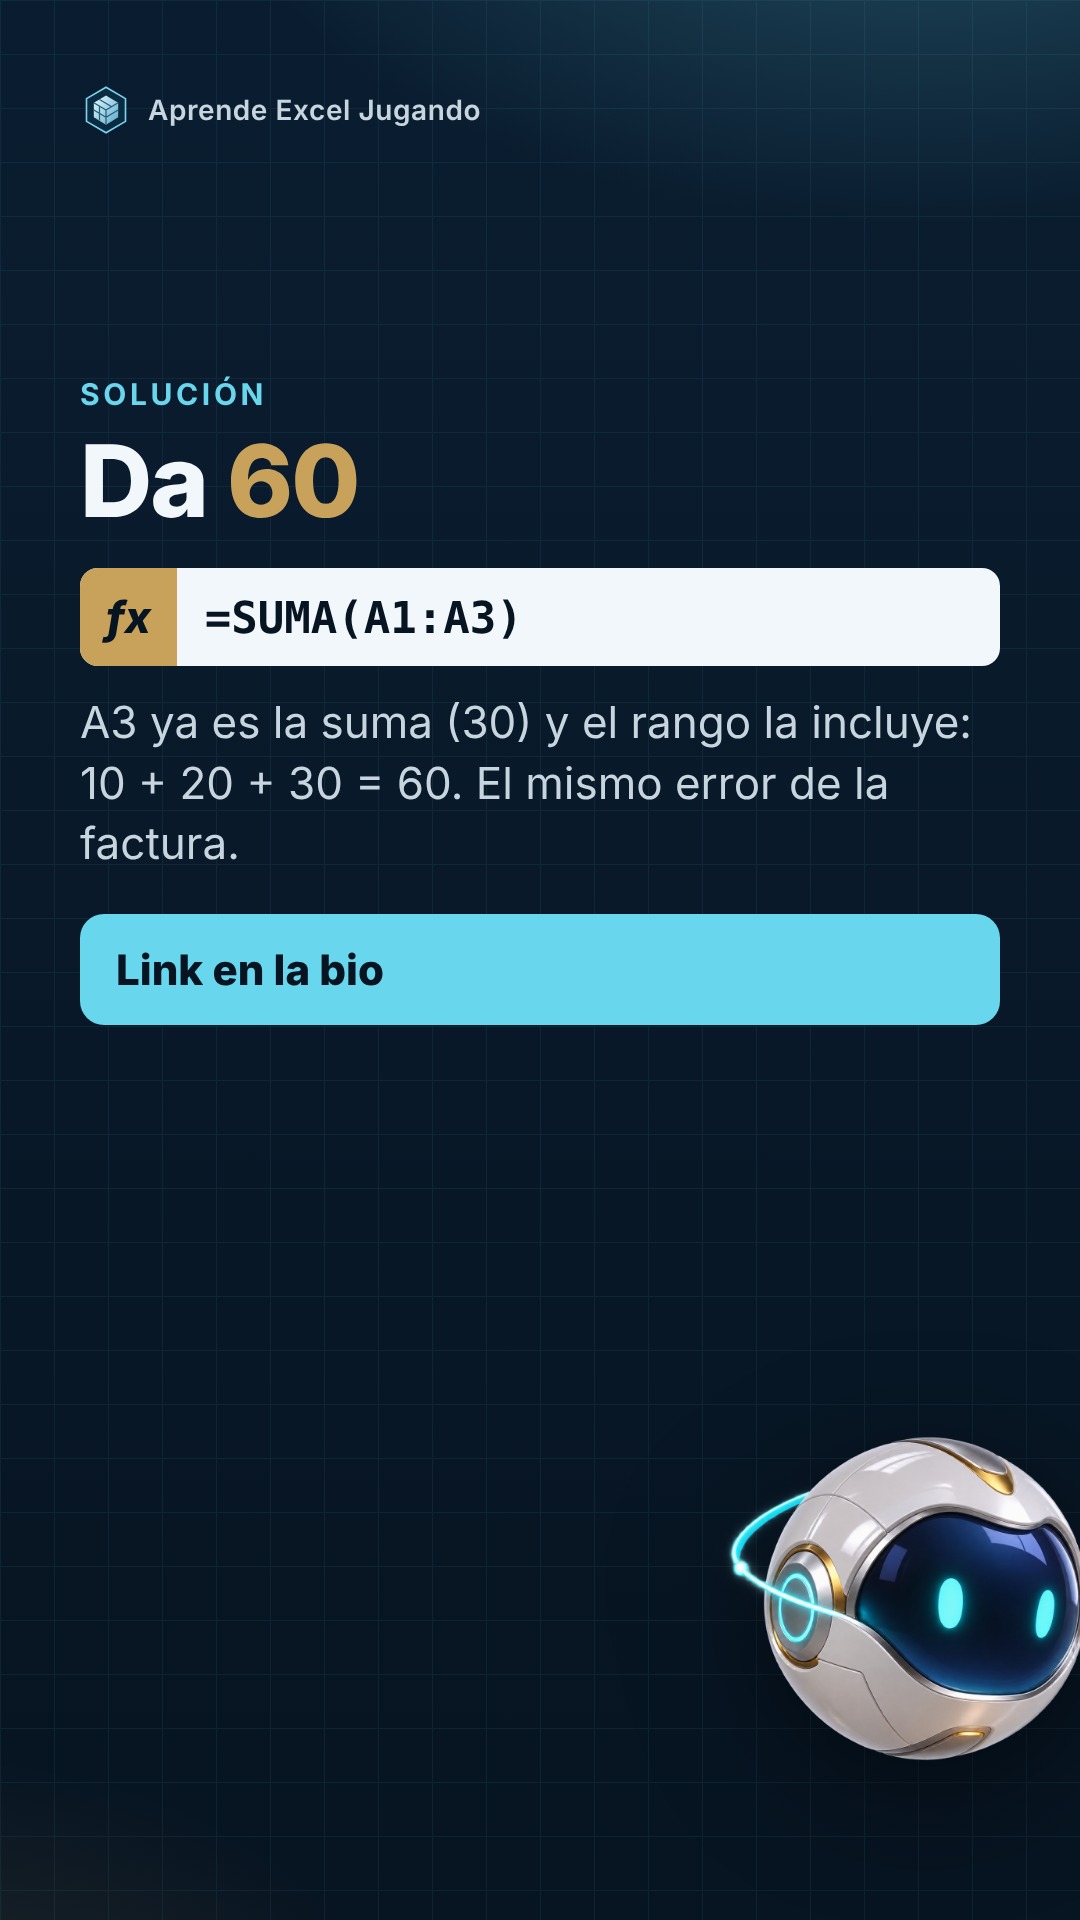 Aprende Excel Jugando
SOLUCIÓN
Da 60
fx =SUMA(A1:A3)
A3 ya es la suma (30) y el rango la incluye:
10 + 20 + 30 = 60. El mismo error de la
factura.
Link en la bio